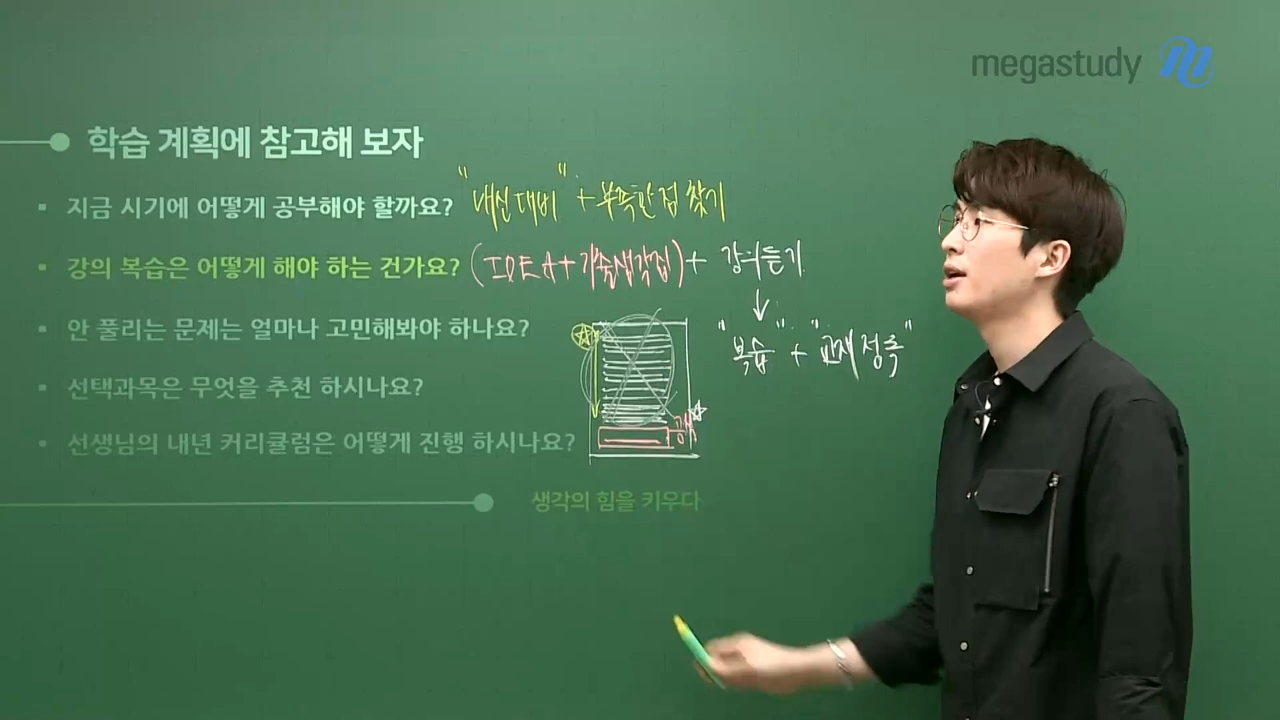 megastudy
학습 계획에 참고해 보자
지금 시기에 어떻게 공부해야 할까요? "내신대비" + 부족한 점 찾기
강의 복습은 어떻게 해야 하는 건가요? (IDEA+기출생각집)+ 강의듣기
안 풀리는 문제는 얼마나 고민해봐야 하나요? "복습" + "교재 정독"
선택과목은 무엇을 추천 하시나요?
선생님의 내년 커리큘럼은 어떻게 진행 하시나요?
생각의 힘을 키우다